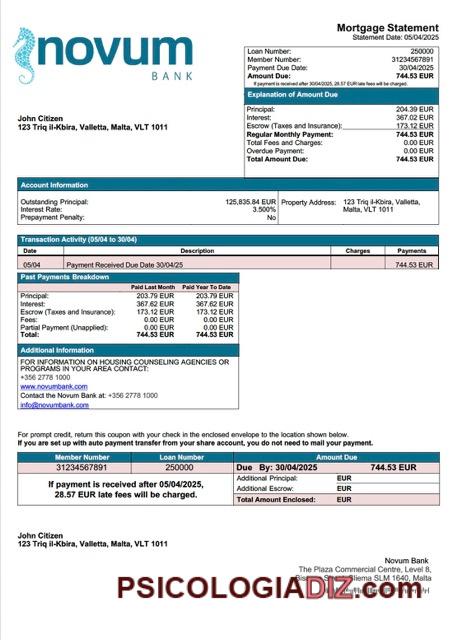 novum
BANK
Mortgage Statement
Statement Date: 05/04/2025
Loan Number: 250000
Member Number: 31234567891
Payment Due Date: 30/04/2025
Amount Due: 744.53 EUR
If payment is received after 30/04/2025, 28.57 EUR late fees will be charged.
Explanation of Amount Due
Principal: 204.39 EUR
Interest: 367.02 EUR
Escrow (Taxes and Insurance): 173.12 EUR
Regular Monthly Payment: 744.53 EUR
Total Fees and Charges: 0.00 EUR
Overdue Payment: 0.00 EUR
Total Amount Due: 744.53 EUR
John Citizen
123 Triq il-Kbira, Valletta, Malta, VLT 1011
Account Information
Outstanding Principal: 125,835.84 EUR
Interest Rate: 3.500%
Prepayment Penalty: No
Property Address: 123 Triq il-Kbira, Valletta,
Malta, VLT 1011
Transaction Activity (05/04 to 30/04)
Date Description Charges Payments
05/04 Payment Received Due Date 30/04/25 744.53 EUR
Past Payments Breakdown
Paid Last Month Paid Year To Date
Principal: 203.79 EUR 203.79 EUR
Interest: 367.62 EUR 367.62 EUR
Escrow (Taxes and Insurance): 173.12 EUR 173.12 EUR
Fees: 0.00 EUR 0.00 EUR
Partial Payment (Unapplied): 0.00 EUR 0.00 EUR
Total: 744.53 EUR 744.53 EUR
Additional Information
FOR INFORMATION ON HOUSING COUNSELING AGENCIES OR
PROGRAMS IN YOUR AREA CONTACT:
+356 2778 1000
www.novumbank.com
Contact the Novum Bank at: +356 2778 1000
info@novumbank.com
For prompt credit, return this coupon with your check in the enclosed envelope to the location shown below.
If you are set up with auto payment transfer from your share account, you do not need to mail your payment.
Member Number Loan Number Amount Due
31234567891 250000 Due By: 30/04/2025 744.53 EUR
If payment is received after 05/04/2025,
28.57 EUR late fees will be charged.
Additional Principal: EUR
Additional Escrow: EUR
Total Amount Enclosed: EUR
John Citizen
123 Triq il-Kbira, Valletta, Malta, VLT 1011
Novum Bank
The Plaza Commercial Centre, Level 8,
Sliema SLM 1640, Malta
PSICOLOGIADIZ.com